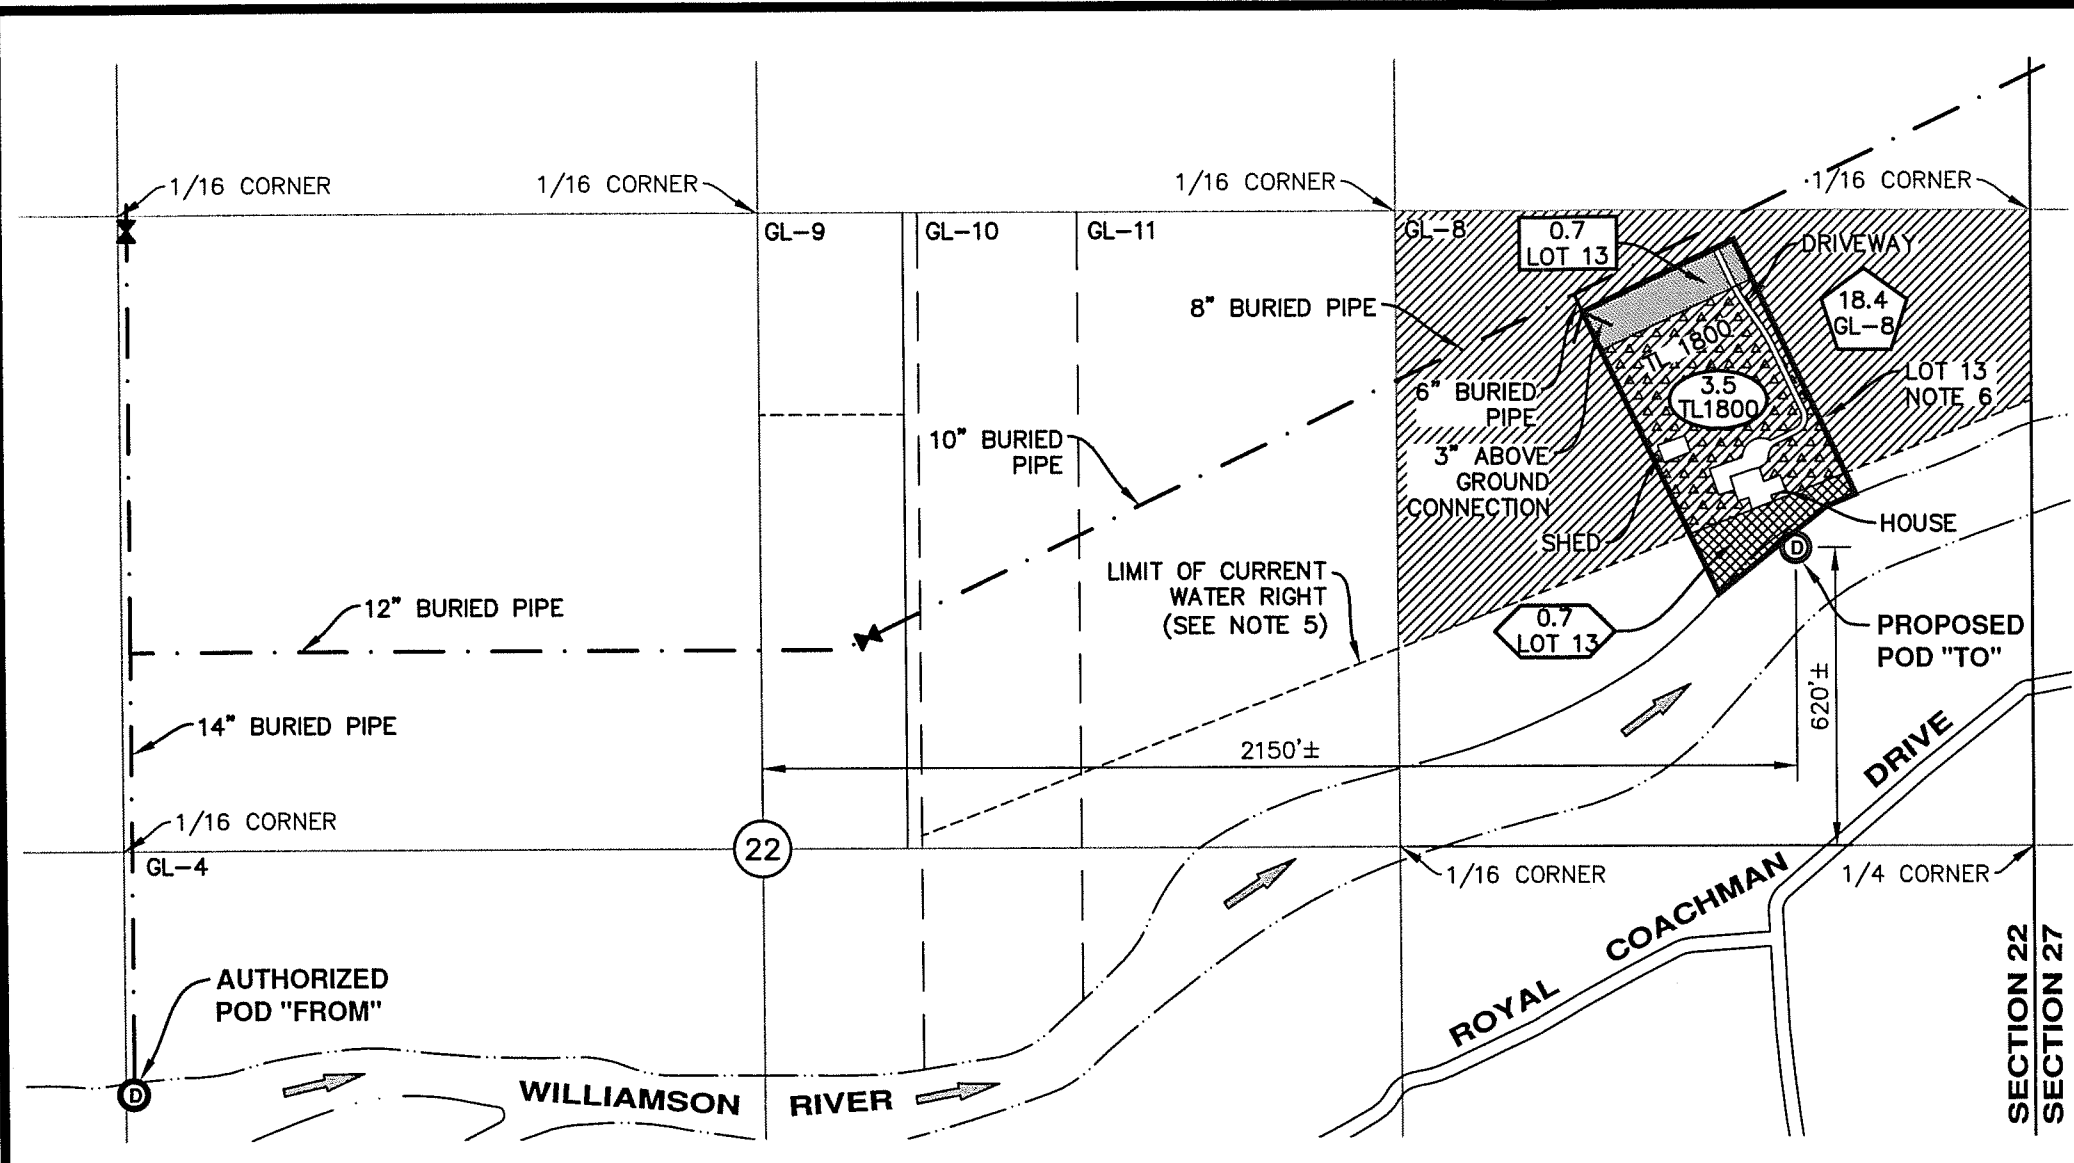 1/16 CORNER
1/16 CORNER
1/16 CORNER
1/16 CORNER
GL-9
GL-10
GL-11
GL-8
0.7
LOT 13
DRIVEWAY
18.4
GL-8
8" BURIED PIPE
TL 1800
LOT 13
NOTE 6
3.5
TL1800
6" BURIED
PIPE
10" BURIED
PIPE
3" ABOVE
GROUND
CONNECTION
SHED
HOUSE
D
LIMIT OF CURRENT
WATER RIGHT
(SEE NOTE 5)
12" BURIED PIPE
0.7
LOT 13
PROPOSED
POD "TO"
620'±
14" BURIED PIPE
2150'±
1/16 CORNER
22
GL-4
1/16 CORNER
1/4 CORNER
ROYAL COACHMAN DRIVE
AUTHORIZED
POD "FROM"
D
WILLIAMSON RIVER
SECTION 22
SECTION 27